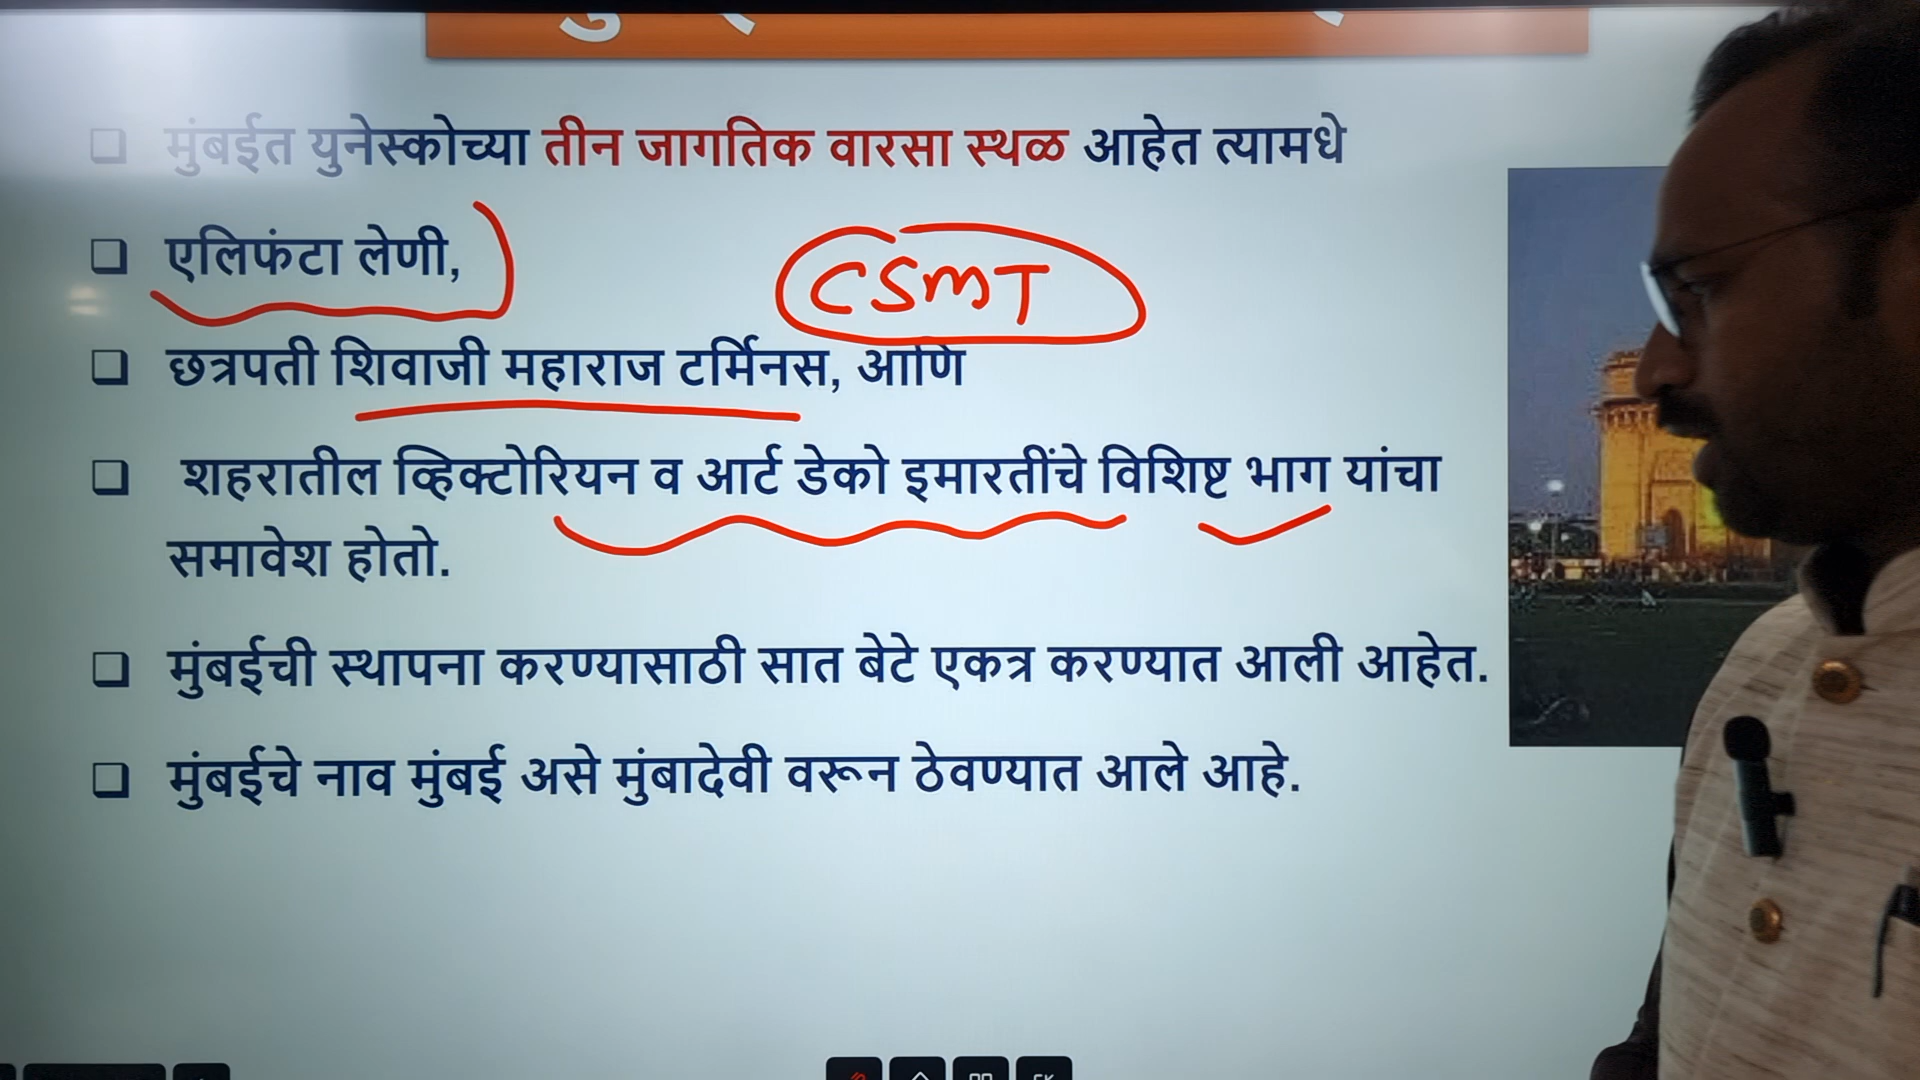 मुंबईत युनेस्कोच्या तीन जागतिक वारसा स्थळ आहेत त्यामधे
एलिफंटा लेणी,
CSMT
छत्रपती शिवाजी महाराज टर्मिनस, आणि
शहरातील व्हिक्टोरियन व आर्ट डेको इमारतींचे विशिष्ट भाग यांचा
समावेश होतो.
मुंबईची स्थापना करण्यासाठी सात बेटे एकत्र करण्यात आली आहेत.
मुंबईचे नाव मुंबई असे मुंबादेवी वरून ठेवण्यात आले आहे.